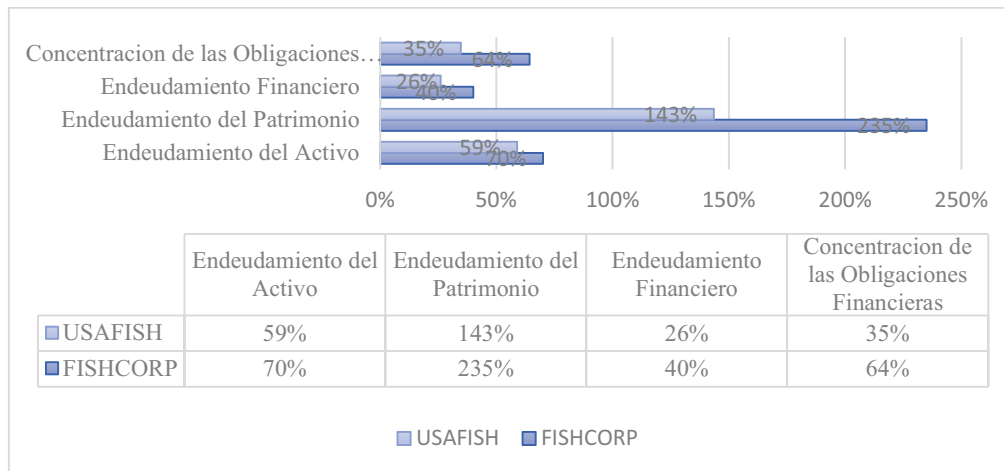 Concentracion de las Obligaciones…
35%
64%
Endeudamiento Financiero
26%
40%
Endeudamiento del Patrimonio
143%
235%
Endeudamiento del Activo
59%
70%
0% 50% 100% 150% 200% 250%
Endeudamiento del Activo
Endeudamiento del Patrimonio
Endeudamiento Financiero
Concentracion de las Obligaciones Financieras
USAFISH 59% 143% 26% 35%
FISHCORP 70% 235% 40% 64%
USAFISH FISHCORP